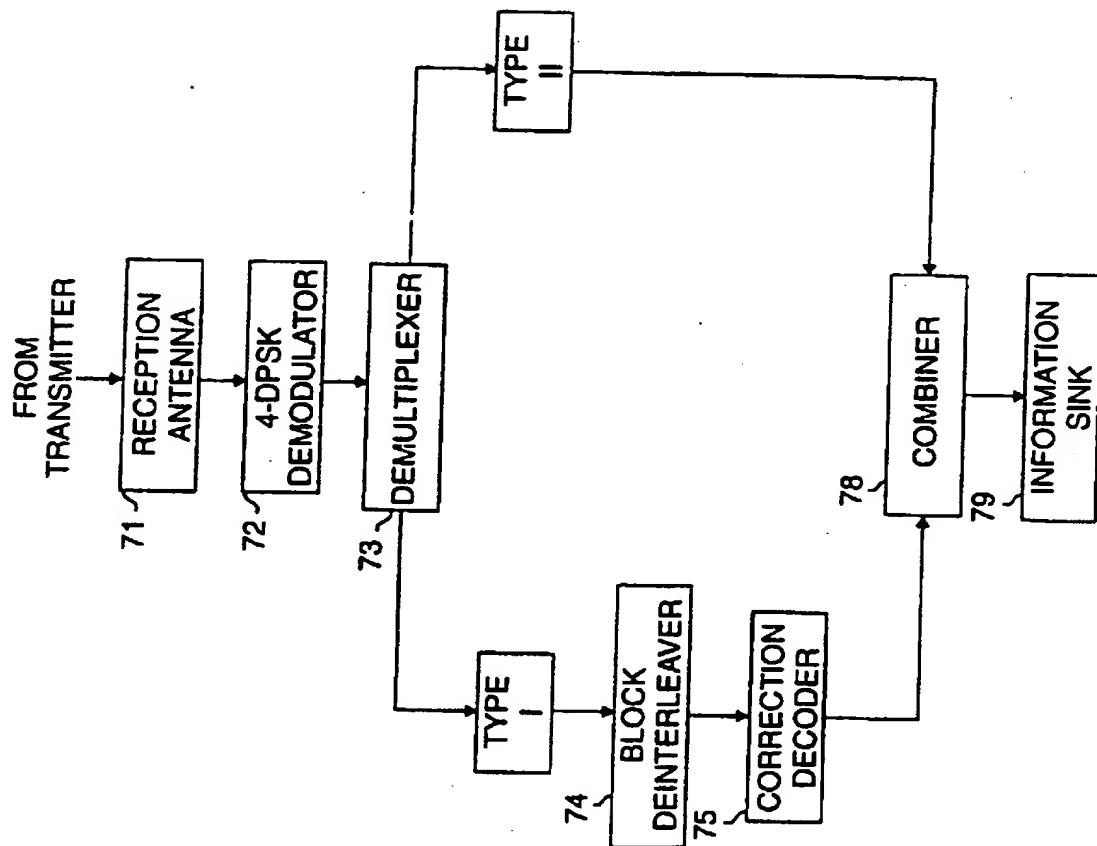 FROM
TRANSMITTER
71
RECEPTION
ANTENNA
72
4-DPSK
DEMODULATOR
73
DEMULTIPLEXER
TYPE
I
TYPE
II
74
BLOCK
DEINTERLEAVER
75
CORRECTION
DECODER
78
COMBINER
79
INFORMATION
SINK